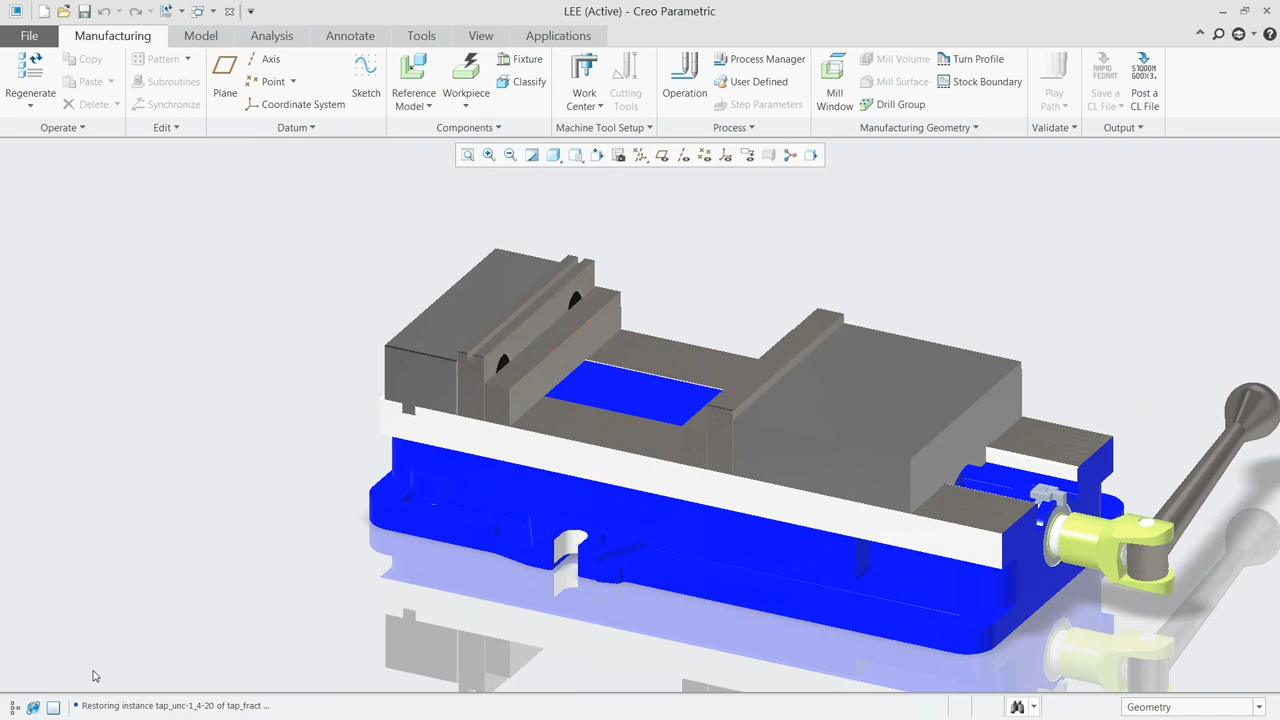 LEE (Active) - Creo Parametric
File Manufacturing Model Analysis Annotate Tools View Applications
Regenerate
Copy
Paste
Delete
Operate
Pattern
Subroutines
Synchronize
Edit
Plane
Axis
Point
Coordinate System
Sketch
Datum
Reference
Model
Workpiece
Fixture
Classify
Components
Work
Center
Cutting
Tools
Machine Tool Setup
Operation
Process Manager
User Defined
Step Parameters
Process
Mill
Window
Mill Volume
Mill Surface
Drill Group
Turn Profile
Stock Boundary
Manufacturing Geometry
Play
Path
Validate
RAPID
FEDRAT
Save a
CL File
S1000M
G00X3.
Post a
CL File
Output
Restoring instance tap_unc-1_4-20 of tap_fract ...
Geometry